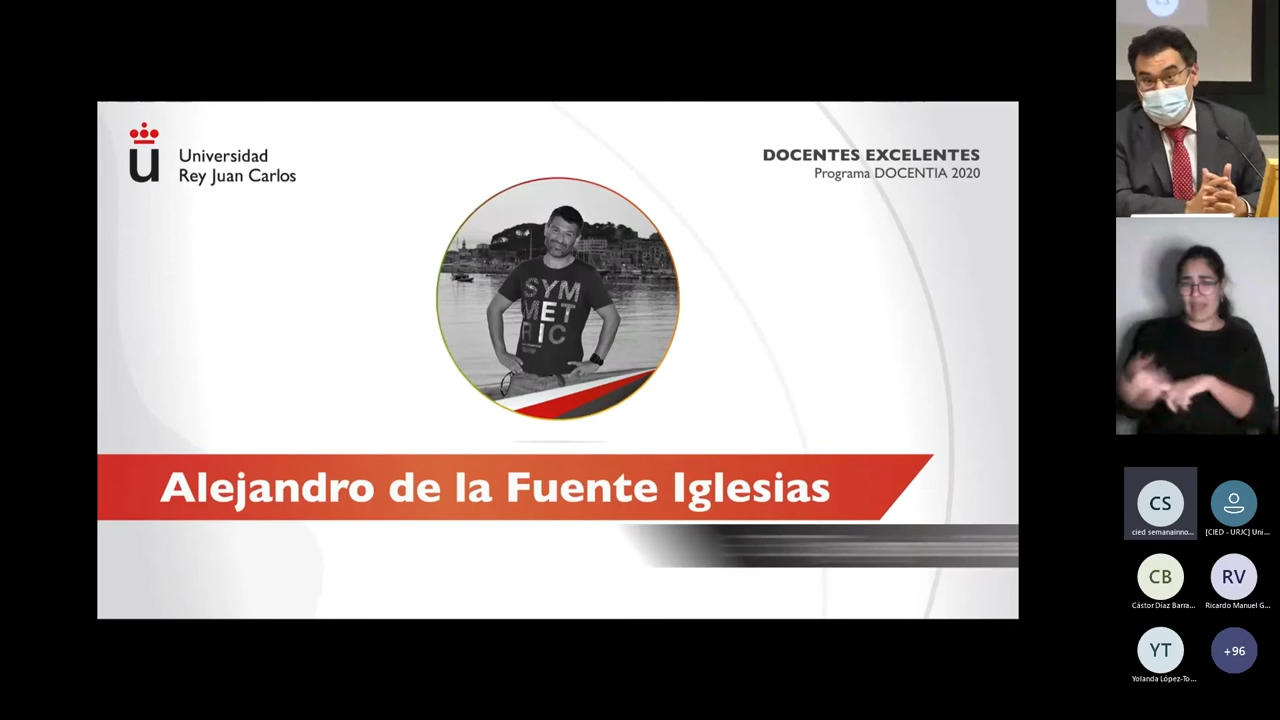 Universidad
Rey Juan Carlos
DOCENTES EXCELENTES
Programa DOCENTIA 2020
SYM
MET
RIC
Alejandro de la Fuente Iglesias
CS
CS
cied semanainno...
[CIED - URJC] Uni...
CB
RV
Cástor Díaz Barra...
Ricardo Manuel G...
YT
+96
Yolanda López-To...